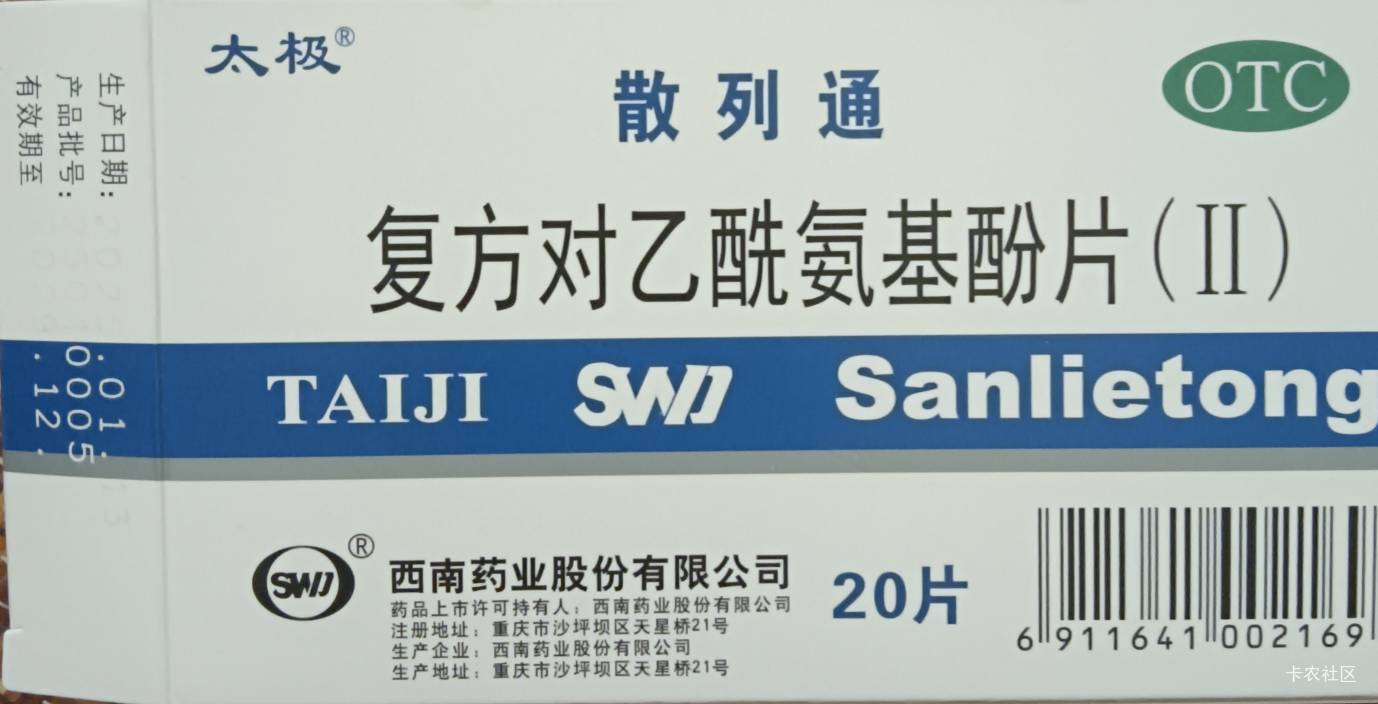 太极®
散列通
OTC
复方对乙酰氨基酚片(II)
TAIJI SWJ Sanlietong
SWJ®
西南药业股份有限公司
药品上市许可持有人：西南药业股份有限公司
注册地址：重庆市沙坪坝区天星桥21号
生产企业：西南药业股份有限公司
生产地址：重庆市沙坪坝区天星桥21号
20片
6 911641 002169
生产日期：
产品批号：
有效期至
卡农社区